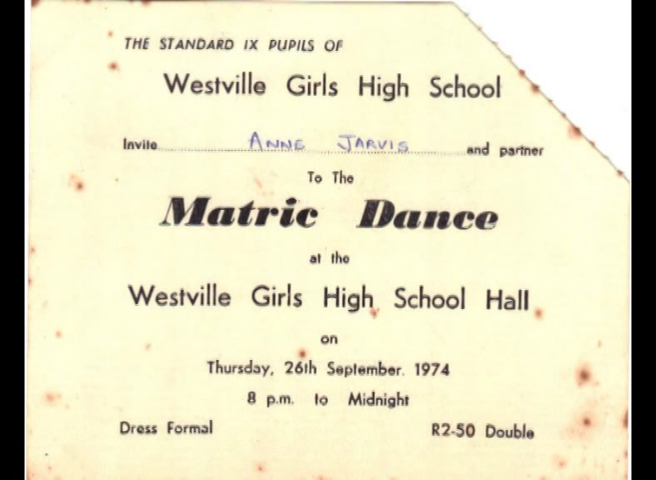 THE STANDARD IX PUPILS OF
Westville Girls High School
Invite ANNE JARVIS and partner
To The
Matric Dance
at the
Westville Girls High School Hall
on
Thursday, 26th September. 1974
8 p.m. to Midnight
Dress Formal R2-50 Double